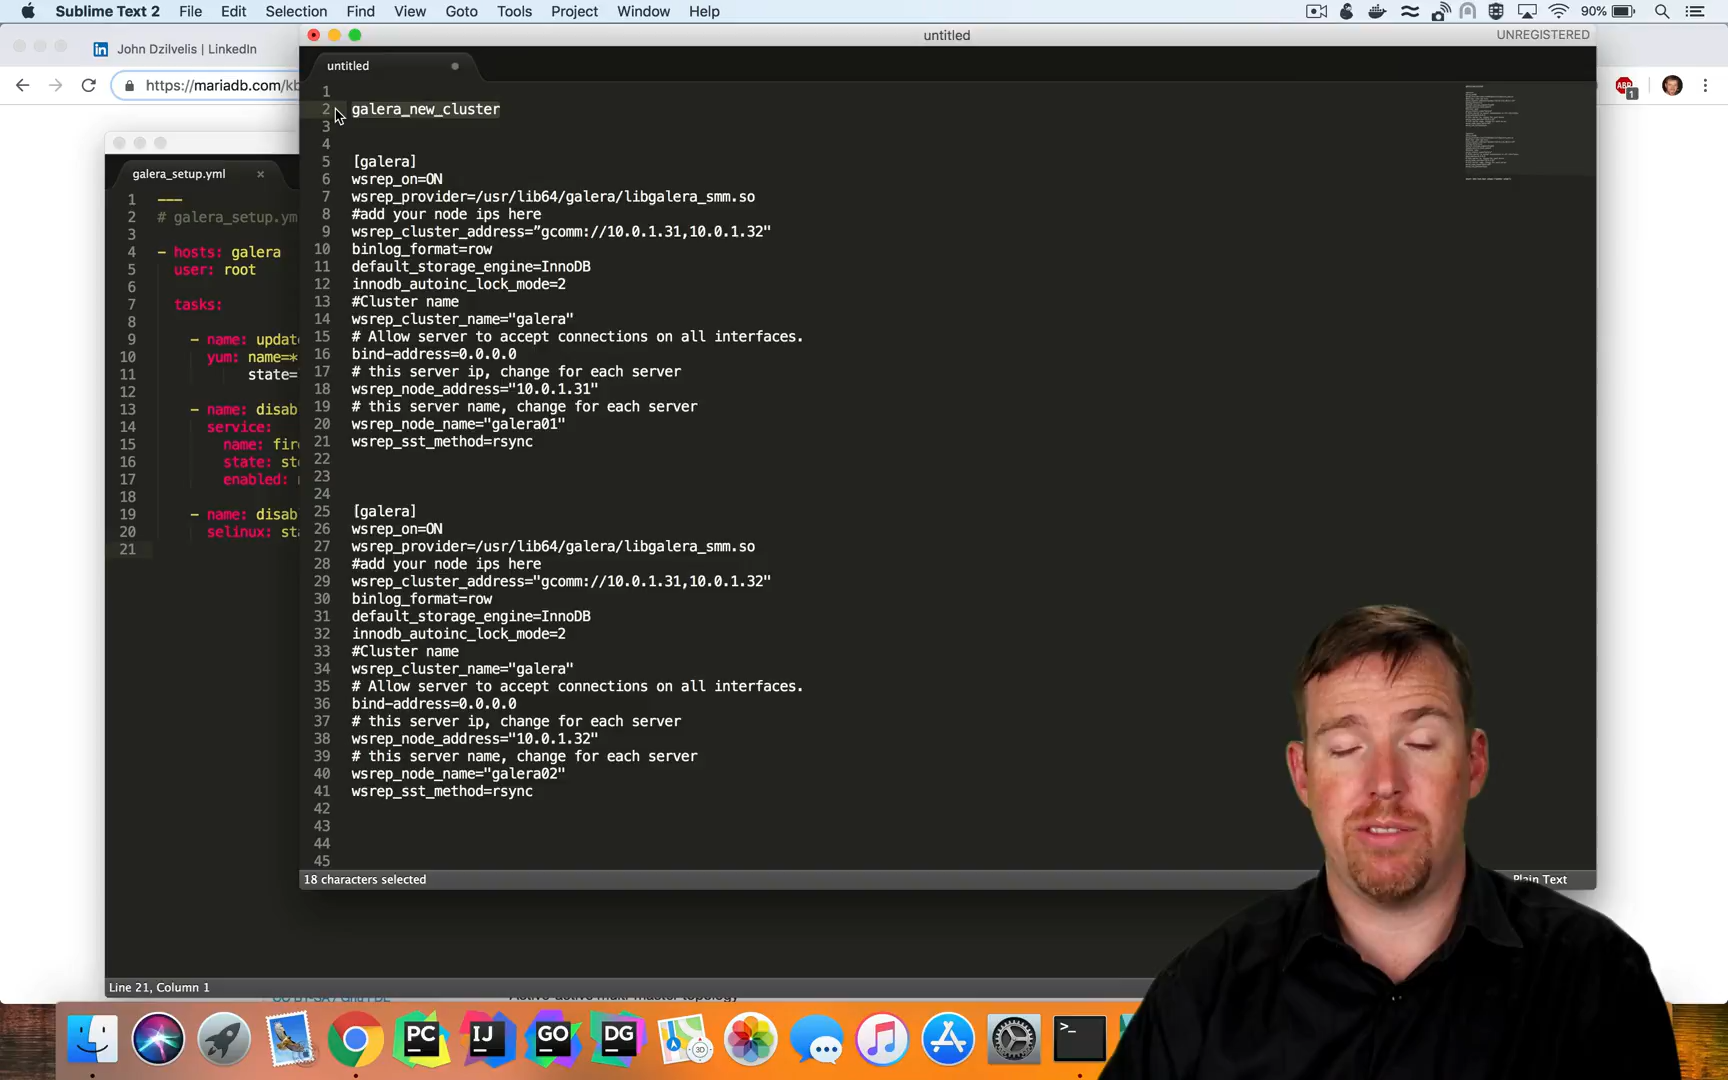 Sublime Text 2 File Edit Selection Find View Goto Tools Project Window Help 90%
untitled UNREGISTERED
John Dzilvelis | LinkedIn
untitled
https://mariadb.com/kb
ABP
1
galera_setup.yml
1 ---
2 # galera_setup.ym
3
4 - hosts: galera
5 user: root
6
7 tasks:
8
9 - name: update
10 yum: name=*
11 state=
12
13 - name: disab
14 service:
15 name: fire
16 state: sto
17 enabled:
18
19 - name: disab
20 selinux: sta
21
Line 21, Column 1
1
2 galera_new_cluster
3
4
5 [galera]
6 wsrep_on=ON
7 wsrep_provider=/usr/lib64/galera/libgalera_smm.so
8 #add your node ips here
9 wsrep_cluster_address=”gcomm://10.0.1.31,10.0.1.32"
10 binlog_format=row
11 default_storage_engine=InnoDB
12 innodb_autoinc_lock_mode=2
13 #Cluster name
14 wsrep_cluster_name="galera"
15 # Allow server to accept connections on all interfaces.
16 bind-address=0.0.0.0
17 # this server ip, change for each server
18 wsrep_node_address="10.0.1.31"
19 # this server name, change for each server
20 wsrep_node_name="galera01"
21 wsrep_sst_method=rsync
22
23
24
25 [galera]
26 wsrep_on=ON
27 wsrep_provider=/usr/lib64/galera/libgalera_smm.so
28 #add your node ips here
29 wsrep_cluster_address="gcomm://10.0.1.31,10.0.1.32"
30 binlog_format=row
31 default_storage_engine=InnoDB
32 innodb_autoinc_lock_mode=2
33 #Cluster name
34 wsrep_cluster_name="galera"
35 # Allow server to accept connections on all interfaces.
36 bind-address=0.0.0.0
37 # this server ip, change for each server
38 wsrep_node_address="10.0.1.32"
39 # this server name, change for each server
40 wsrep_node_name="galera02"
41 wsrep_sst_method=rsync
42
43
44
45
18 characters selected Plain Text
PC IJ GO DG 3D >_